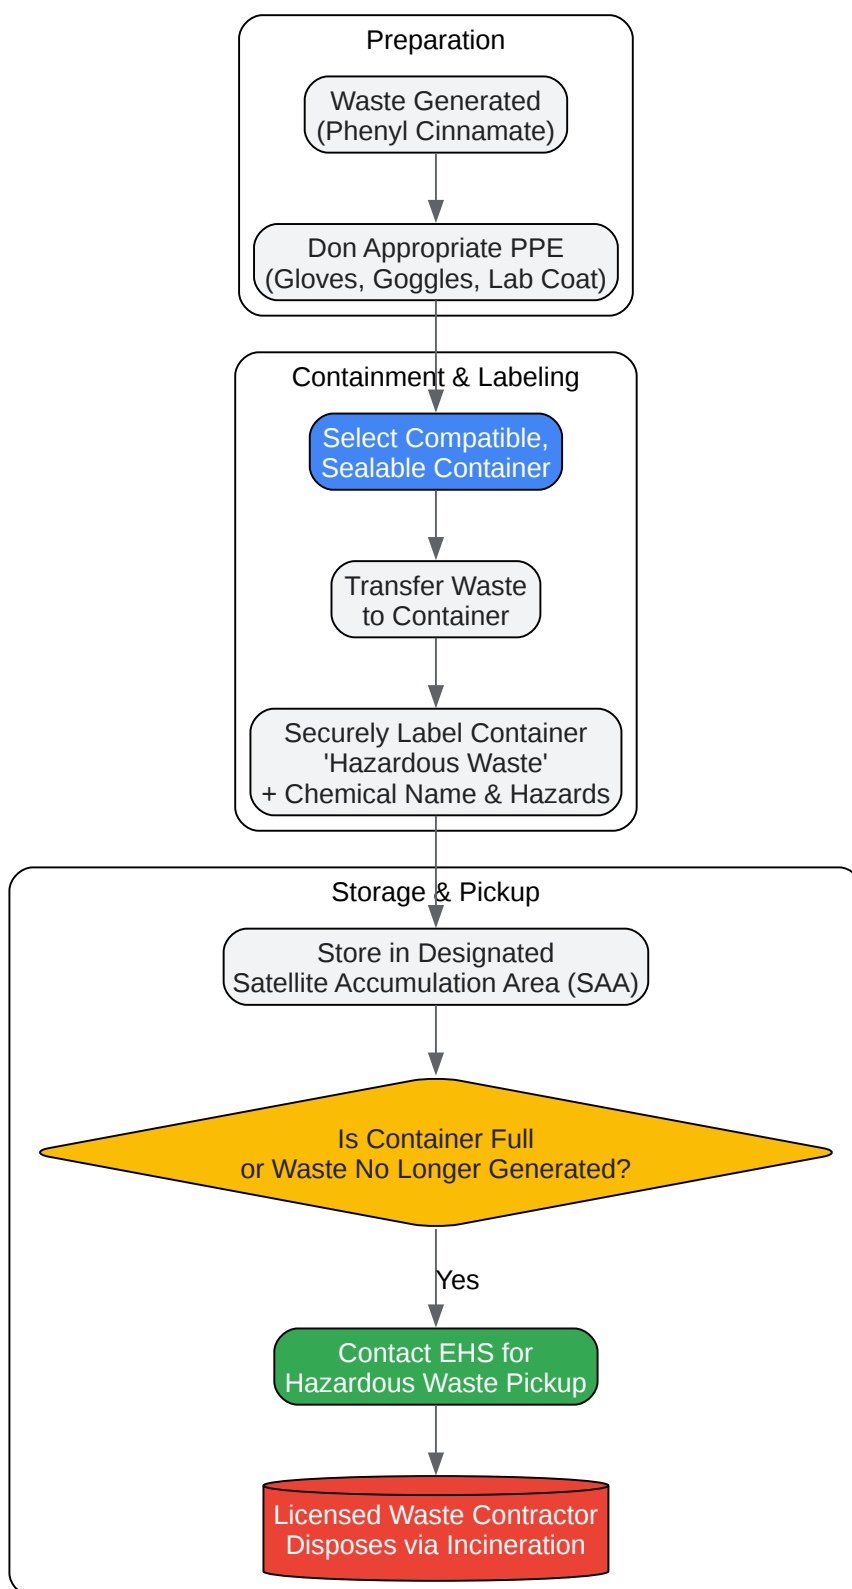 Preparation
Waste Generated
(Phenyl Cinnamate)
Don Appropriate PPE
(Gloves, Goggles, Lab Coat)
Containment & Labeling
Select Compatible,
Sealable Container
Transfer Waste
to Container
Securely Label Container
'Hazardous Waste'
+ Chemical Name & Hazards
Storage & Pickup
Store in Designated
Satellite Accumulation Area (SAA)
Is Container Full
or Waste No Longer Generated?
Yes
Contact EHS for
Hazardous Waste Pickup
Licensed Waste Contractor
Disposes via Incineration